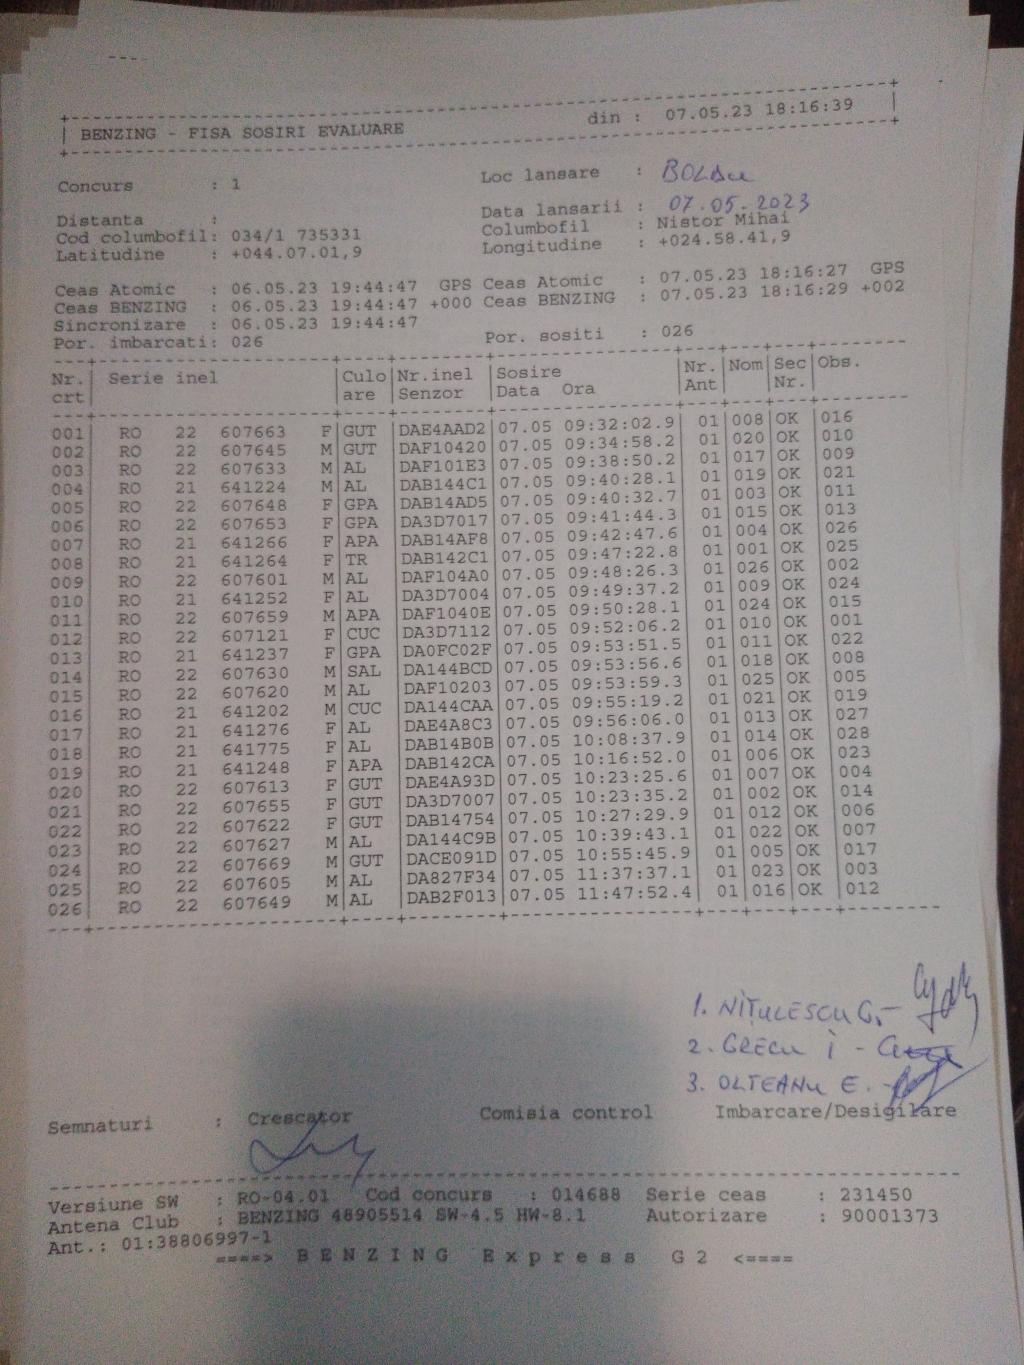 BENZING - FISA SOSIRI EVALUARE din : 07.05.23 18:16:39
Concurs : 1 Loc lansare :
Distanta : Data lansarii : 07.05.2023
Cod columbofil: 034/1 735331 Columbofil : Nistor Mihai
Latitudine : +044.07.01,9 Longitudine : +024.58.41,9
Ceas Atomic : 06.05.23 19:44:47 GPS Ceas Atomic : 07.05.23 18:16:27 GPS
Ceas BENZING : 06.05.23 19:44:47 +000 Ceas BENZING : 07.05.23 18:16:29 +002
Sincronizare : 06.05.23 19:44:47
Por. imbarcati: 026 Por. sositi : 026
Nr. Serie inel Culo Nr.inel Sosire Nr. Nom Sec Obs.
crt are Senzor Data Ora Ant Nr.
001 RO 22 607663 F GUT DAE4AAD2 07.05 09:32:02.9 01 008 OK 016
002 RO 22 607645 M GUT DAF10420 07.05 09:34:58.2 01 020 OK 010
003 RO 22 607633 M AL DAF101E3 07.05 09:38:50.2 01 017 OK 009
004 RO 21 641224 M AL DAB144C1 07.05 09:40:28.1 01 019 OK 021
005 RO 22 607648 F GPA DAB14AD5 07.05 09:40:32.7 01 003 OK 011
006 RO 22 607653 F GPA DA3D7017 07.05 09:41:44.3 01 015 OK 013
007 RO 21 641266 F APA DAB14AF8 07.05 09:42:47.6 01 004 OK 026
008 RO 21 641264 F TR DAB142C1 07.05 09:47:22.8 01 001 OK 025
009 RO 22 607601 M AL DAF104A0 07.05 09:48:26.3 01 026 OK 002
010 RO 21 641252 F AL DA3D7004 07.05 09:49:37.2 01 009 OK 024
011 RO 22 607659 M APA DAF1040E 07.05 09:50:28.1 01 024 OK 015
012 RO 22 607121 F CUC DA3D7112 07.05 09:52:06.2 01 010 OK 001
013 RO 21 641237 F GPA DA0FC02F 07.05 09:53:51.5 01 011 OK 022
014 RO 22 607630 M SAL DA144BCD 07.05 09:53:56.6 01 018 OK 008
015 RO 22 607620 M AL DAF10203 07.05 09:53:59.3 01 025 OK 005
016 RO 21 641202 M CUC DA144CAA 07.05 09:55:19.2 01 021 OK 019
017 RO 21 641276 F AL DAE4A8C3 07.05 09:56:06.0 01 013 OK 027
018 RO 21 641775 F AL DAB14B0B 07.05 10:08:37.9 01 014 OK 028
019 RO 21 641248 F APA DAB142CA 07.05 10:16:52.0 01 006 OK 023
020 RO 22 607613 F GUT DAE4A93D 07.05 10:23:25.6 01 007 OK 004
021 RO 22 607655 F GUT DA3D7007 07.05 10:23:35.2 01 002 OK 014
022 RO 22 607622 F GUT DAB14754 07.05 10:27:29.9 01 012 OK 006
023 RO 22 607627 M AL DA144C9B 07.05 10:39:43.1 01 022 OK 007
024 RO 22 607669 M GUT DACE091D 07.05 10:55:45.9 01 005 OK 017
025 RO 22 607605 M AL DA827F34 07.05 11:37:37.1 01 023 OK 003
026 RO 22 607649 M AL DAB2F013 07.05 11:47:52.4 01 016 OK 012
1. NIȚULESCU G.-
2. GRECU I -
3. OLTEANU E.-
Semnaturi : Crescator Comisia control Imbarcare/Desigilare
Versiune SW : RO-04.01 Cod concurs : 014688 Serie ceas : 231450
Antena Club : BENZING 48905514 SW-4.5 HW-8.1 Autorizare : 90001373
Ant.: 01:38806997-1
====> B E N Z I N G E x p r e s s G 2 <====